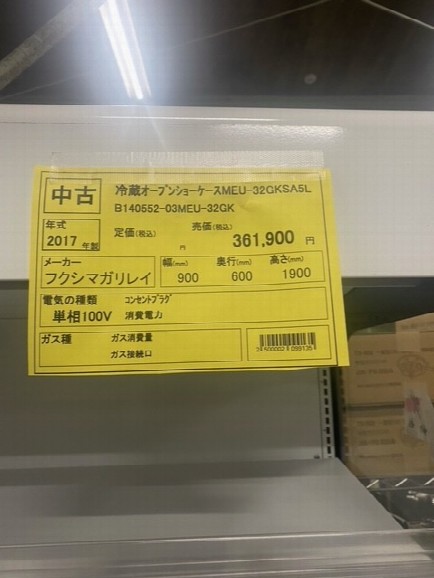 中古
冷蔵オープンショーケースMEU-32GKSA5L
B140552-03MEU-32GK
年式
2017 年製
定価(税込) 円
売価(税込) 361,900 円
メーカー
フクシマガリレイ
幅(mm) 奥行(mm) 高さ(mm)
900 600 1900
電気の種類 コンセントプラグ
単相100V 消費電力
ガス種 ガス消費量
ガス接続口